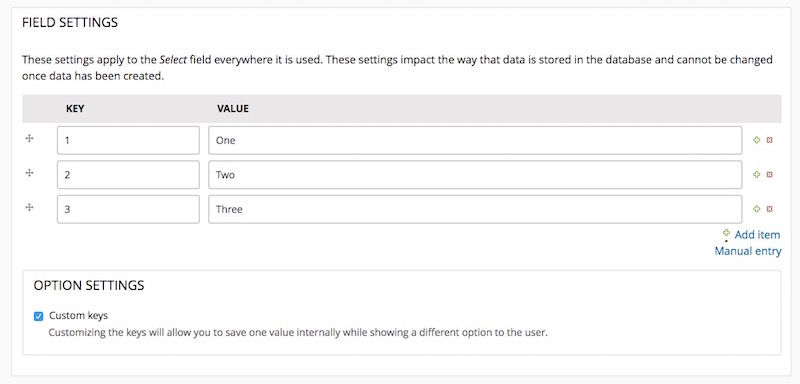 FIELD SETTINGS
These settings apply to the Select field everywhere it is used. These settings impact the way that data is stored in the database and cannot be changed
once data has been created.
KEY VALUE
1 One
2 Two
3 Three
Add item
Manual entry
OPTION SETTINGS
Custom keys
Customizing the keys will allow you to save one value internally while showing a different option to the user.